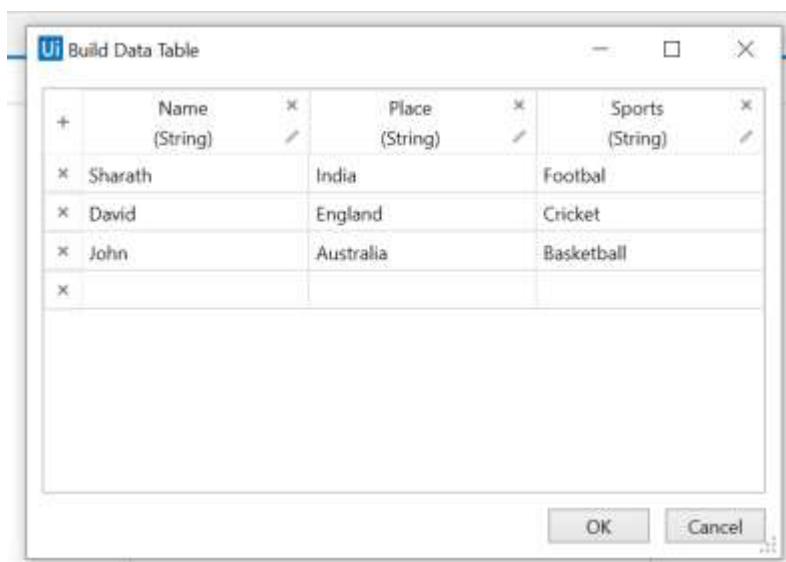 Ui Build Data Table
Name Place Sports
(String) (String) (String)
Sharath India Footbal
David England Cricket
John Australia Basketball
OK Cancel